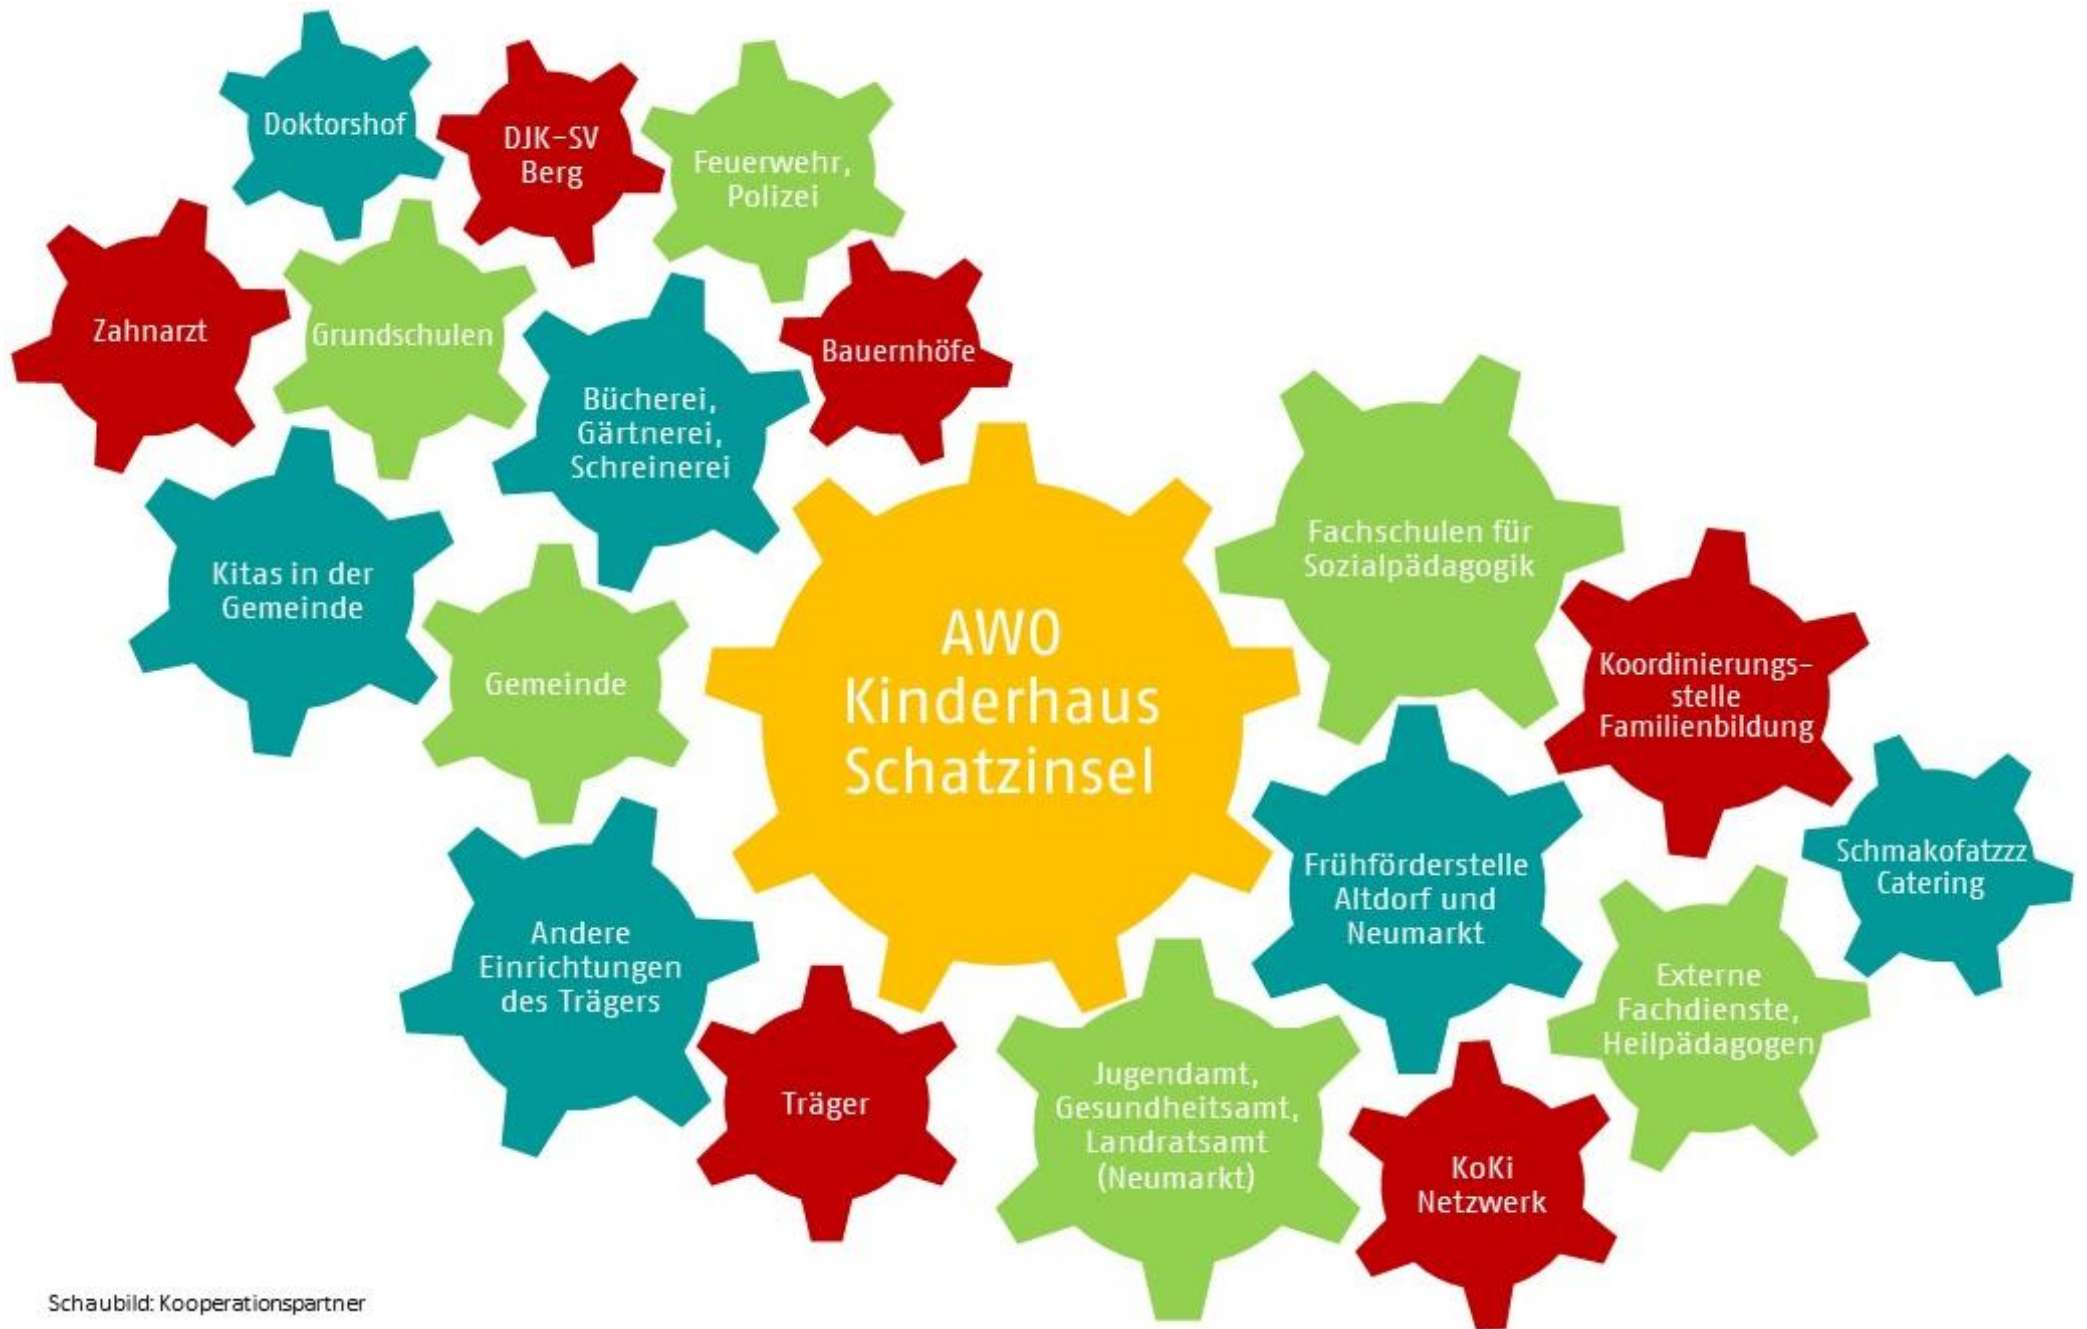 Doktorshof
DJK-SV
Berg
Feuerwehr,
Polizei
Zahnarzt
Grundschulen
Bücherei,
Gärtnerei,
Schreinerei
Bauernhöfe
Kitas in der
Gemeinde
Gemeinde
AWO
Kinderhaus
Schatzinsel
Fachschulen für
Sozialpädagogik
Koordinierungs-
stelle
Familienbildung
Schmakofatzzz
Catering
Frühförderstelle
Altdorf und
Neumarkt
Externe
Fachdienste,
Heilpädagogen
Andere
Einrichtungen
des Trägers
Träger
Jugendamt,
Gesundheitsamt,
Landratsamt
(Neumarkt)
KoKi
Netzwerk
Schaubild: Kooperationspartner